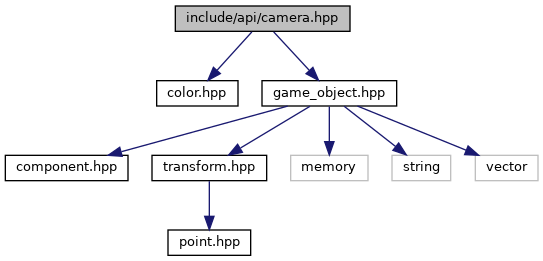 include/api/camera.hpp
color.hpp
game_object.hpp
component.hpp
transform.hpp
memory
string
vector
point.hpp